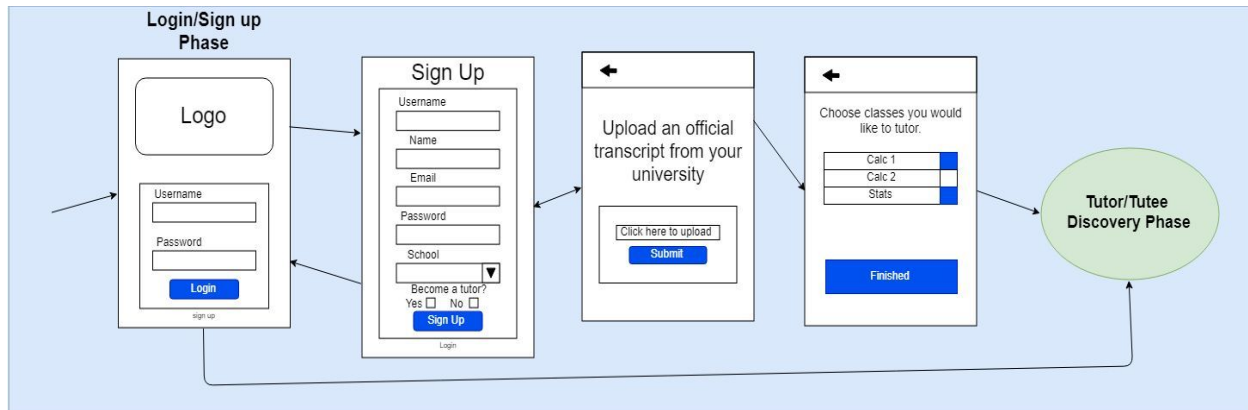 Login/Sign up
Phase
Logo
Username
Password
Login
sign up
Sign Up
Username
Name
Email
Password
School
Become a tutor?
Yes No
Sign Up
Login
Upload an official
transcript from your
university
Click here to upload
Submit
Choose classes you would
like to tutor.
Calc 1
Calc 2
Stats
Finished
Tutor/Tutee
Discovery Phase